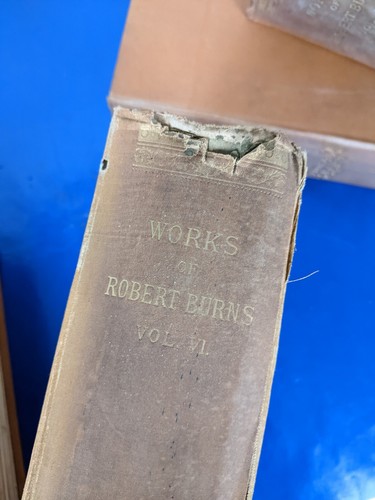 WORKS
OF
ROBERT BURNS
VOL. VI.